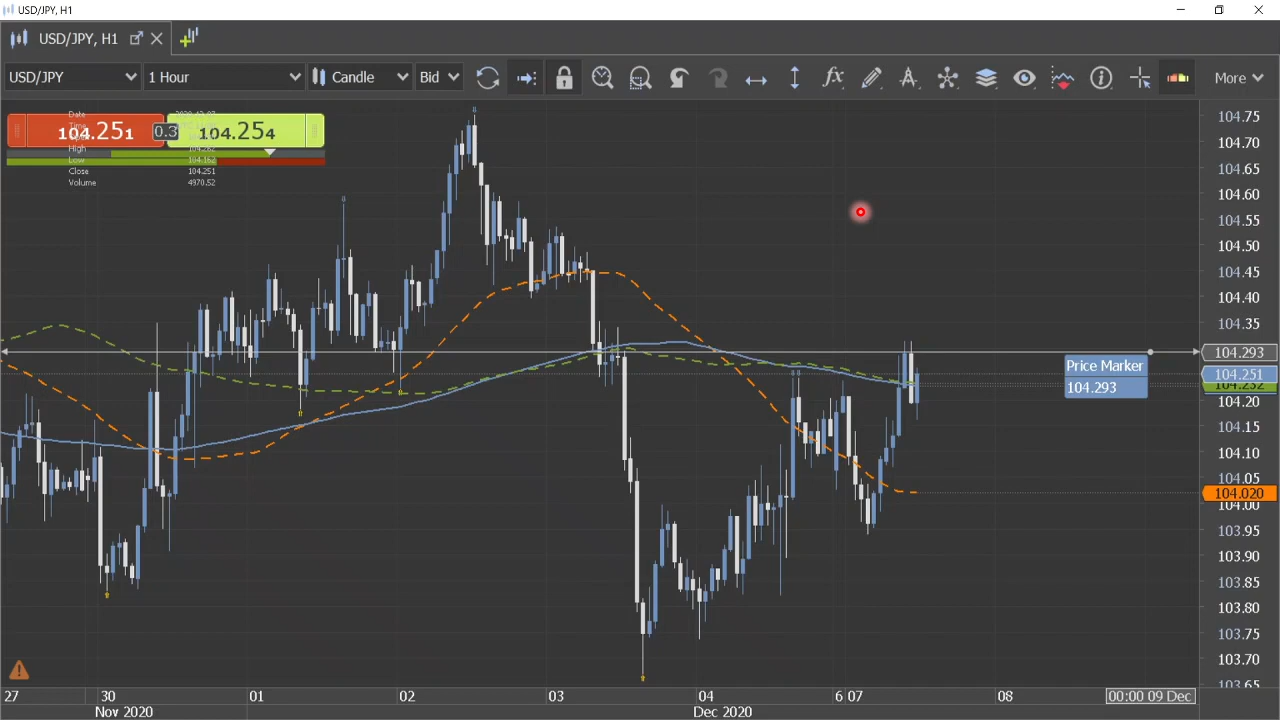 USD/JPY, H1
USD/JPY, H1
USD/JPY 1 Hour Candle Bid More
Date
104.251 0.3 104.254
High
Low 104.162
Close 104.251
Volume 4970.52
104.75
104.70
104.65
104.60
104.55
104.50
104.45
104.40
104.35
104.293
Price Marker
104.293
104.251
104.20
104.15
104.10
104.05
104.020
104.00
103.95
103.90
103.85
103.80
103.75
103.70
103.65
27 30 01 02 03 04 6 07 08 00:00 09 Dec
Nov 2020 Dec 2020